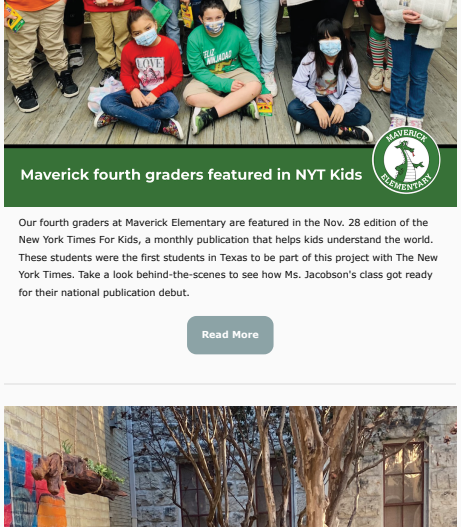 LOVE
FELIZ
NAVIDAD
Maverick fourth graders featured in NYT Kids
MAVERICK
ELEMENTARY
Our fourth graders at Maverick Elementary are featured in the Nov. 28 edition of the
New York Times For Kids, a monthly publication that helps kids understand the world.
These students were the first students in Texas to be part of this project with The New
York Times. Take a look behind-the-scenes to see how Ms. Jacobson's class got ready
for their national publication debut.
Read More